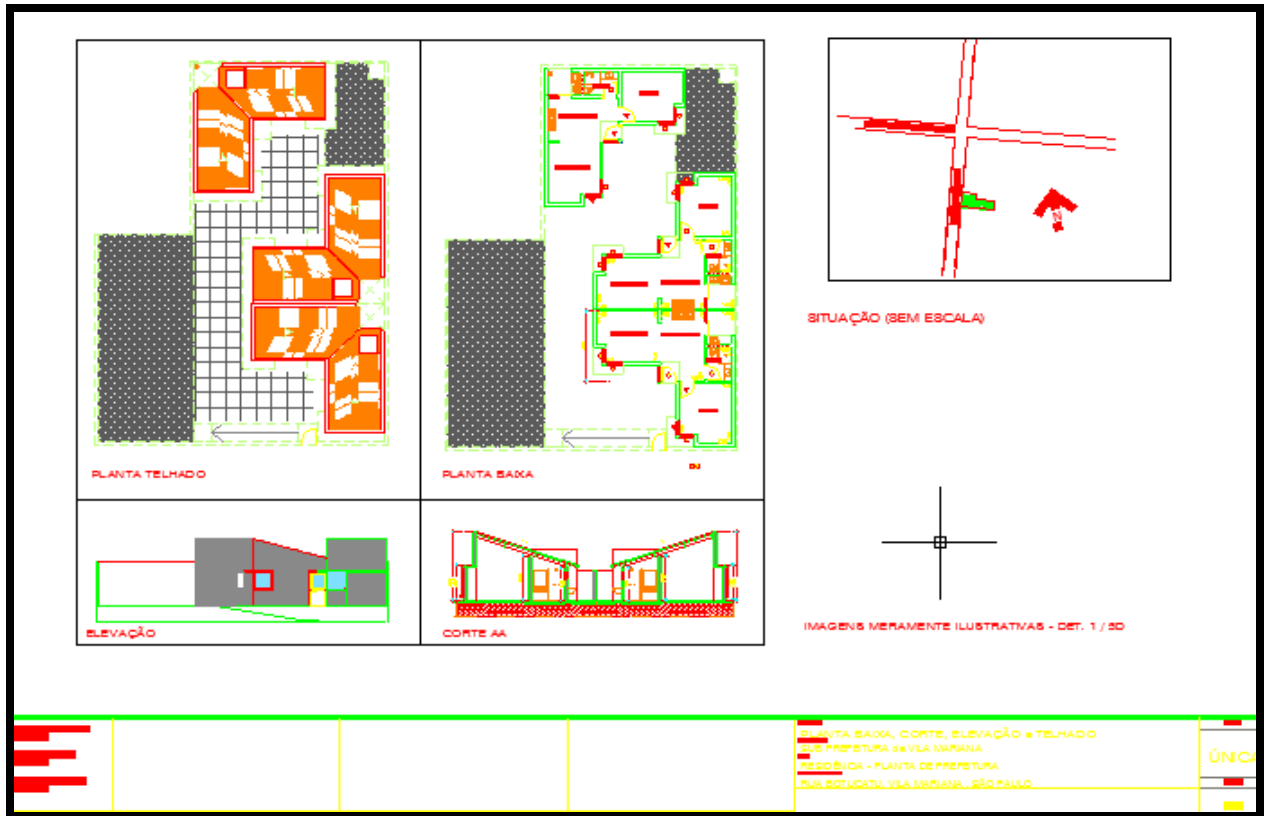 PLANTA TELHADO
PLANTA BAIXA
SITUAÇÃO (SEM ESCALA)
ELEVAÇÃO
CORTE AA
IMAGENS MERAMENTE ILUSTRATIVAS - DET. 1 / 3D
PLANTA BAIXA, CORTE, ELEVAÇÃO e TELHADO
SUB PREFETURA de VILA MARIANA
RESIDÊNCIA - PLANTA DE PREFEITURA
RUA BOTUCATU, VILA MARIANA, SÃO PAULO
ÚNICA